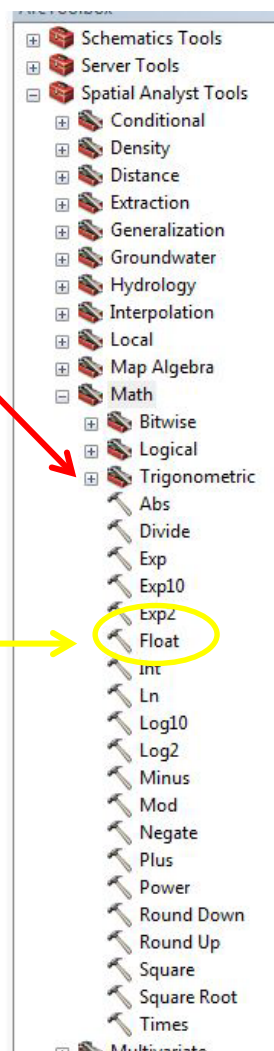 ArcToolbox
Schematics Tools
Server Tools
Spatial Analyst Tools
Conditional
Density
Distance
Extraction
Generalization
Groundwater
Hydrology
Interpolation
Local
Map Algebra
Math
Bitwise
Logical
Trigonometric
Abs
Divide
Exp
Exp10
Exp2
Float
Int
Ln
Log10
Log2
Minus
Mod
Negate
Plus
Power
Round Down
Round Up
Square
Square Root
Times
Multivariate